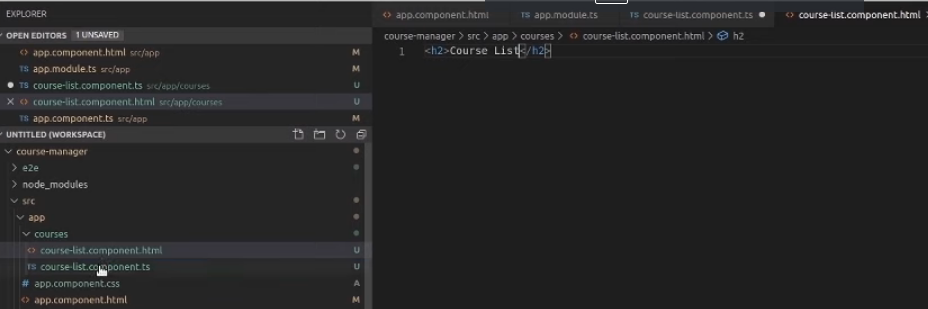 EXPLORER
OPEN EDITORS 1 UNSAVED
<> app.component.html src/app M
TS app.module.ts src/app M
● TS course-list.component.ts src/app/courses U
× <> course-list.component.html src/app/courses U
TS app.component.ts src/app M
UNTITLED (WORKSPACE)
course-manager
e2e
node_modules
src
app
courses
<> course-list.component.html U
TS course-list.component.ts U
# app.component.css A
<> app.component.html M
<> app.component.html TS app.module.ts TS course-list.component.ts ● <> course-list.component.html
course-manager > src > app > courses > <> course-list.component.html > h2
1 <h2>Course List</h2>